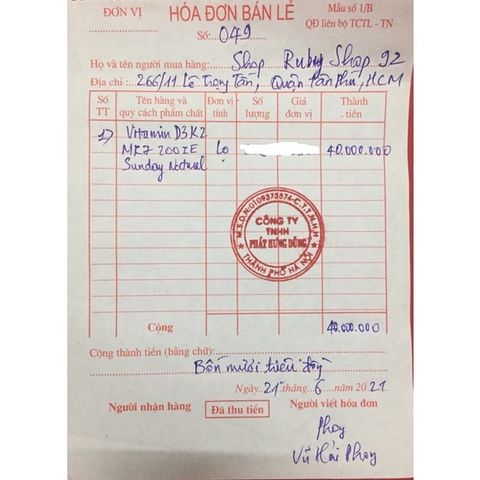 ĐƠN VỊ
HÓA ĐƠN BÁN LẺ
Mẫu số 1/B
QĐ liên bộ TCTL - TN
Số: 049
Họ và tên người mua hàng: Shop Ruby Shop 92
Địa chỉ: 266/11 Lê Trọng Tấn, Quận Tân Phú, HCM
Số TT Tên hàng và quy cách phẩm chất Đơn vị tính Số lượng Giá đơn vị Thành tiền
1) Vitamin D3K2
MK7 200IE Lọ 40.000.000
Sunday Natural
M.S.D.N:0109373874-C.T.T.N.H.H
CÔNG TY
TNHH
PHÁT HƯNG DŨNG
THÀNH PHỐ HÀ NỘI
Cộng 40.000.000
Cộng thành tiền (bằng chữ):
Bốn mươi triệu đồng
Ngày 21 tháng 6 năm 2021
Người nhận hàng Đã thu tiền Người viết hóa đơn
Phog
Vũ Hải Phog